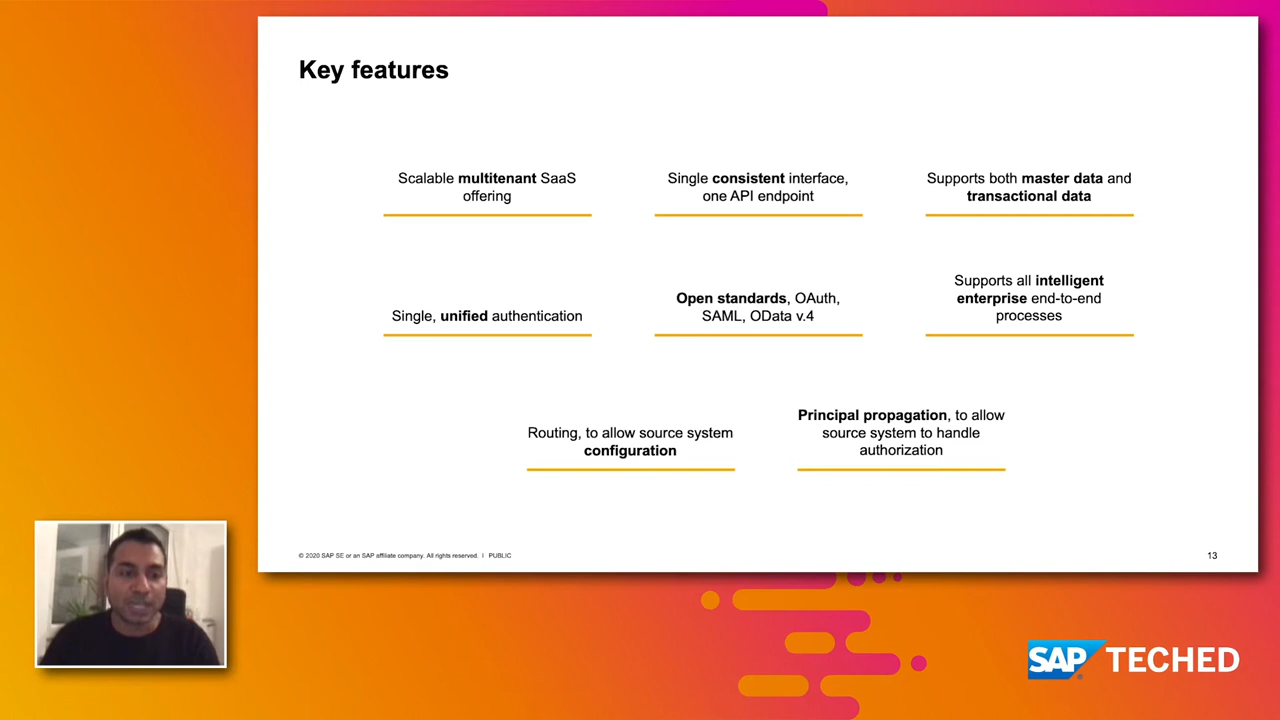 Key features
Scalable multitenant SaaS
offering
Single consistent interface,
one API endpoint
Supports both master data and
transactional data
Single, unified authentication
Open standards, OAuth,
SAML, OData v.4
Supports all intelligent
enterprise end-to-end
processes
Routing, to allow source system
configuration
Principal propagation, to allow
source system to handle
authorization
© 2020 SAP SE or an SAP affiliate company. All rights reserved. I PUBLIC
13
SAP TECHED